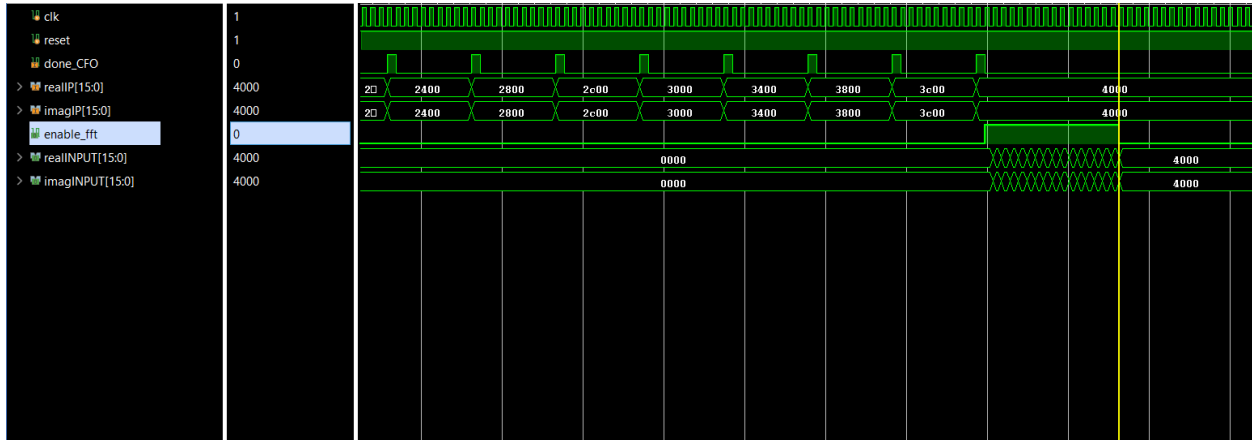 clk 1
reset 1
done_CFO 0
realIP[15:0] 4000 2400 2800 2c00 3000 3400 3800 3c00 4000
imagIP[15:0] 4000 2400 2800 2c00 3000 3400 3800 3c00 4000
enable_fft 0
realINPUT[15:0] 4000 0000 4000
imagINPUT[15:0] 4000 0000 4000